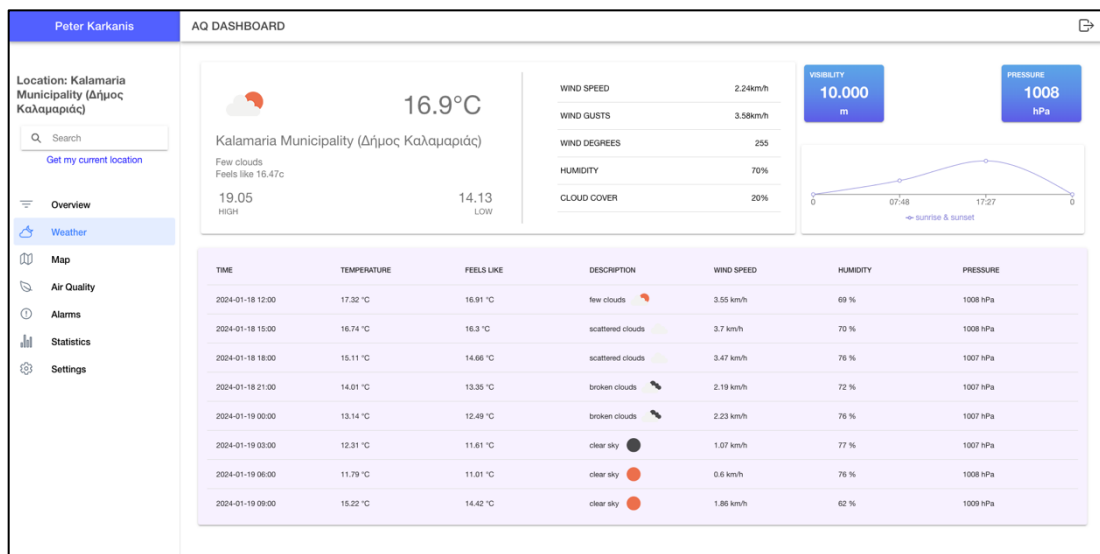 Peter Karkanis
AQ DASHBOARD
Location: Kalamaria
Municipality (Δήμος
Καλαμαριάς)
Search
Get my current location
Overview
Weather
Map
Air Quality
Alarms
Statistics
Settings
16.9°C
Kalamaria Municipality (Δήμος Καλαμαριάς)
Few clouds
Feels like 16.47c
19.05 14.13
HIGH LOW
WIND SPEED 2.24km/h
WIND GUSTS 3.58km/h
WIND DEGREES 255
HUMIDITY 70%
CLOUD COVER 20%
VISIBILITY
10.000
m
PRESSURE
1008
hPa
0 07:48 17:27 0
sunrise & sunset
TIME TEMPERATURE FEELS LIKE DESCRIPTION WIND SPEED HUMIDITY PRESSURE
2024-01-18 12:00 17.32 °C 16.91 °C few clouds 3.55 km/h 69 % 1008 hPa
2024-01-18 15:00 16.74 °C 16.3 °C scattered clouds 3.7 km/h 70 % 1008 hPa
2024-01-18 18:00 15.11 °C 14.66 °C scattered clouds 3.47 km/h 76 % 1007 hPa
2024-01-18 21:00 14.01 °C 13.35 °C broken clouds 2.19 km/h 72 % 1007 hPa
2024-01-19 00:00 13.14 °C 12.49 °C broken clouds 2.23 km/h 76 % 1007 hPa
2024-01-19 03:00 12.31 °C 11.61 °C clear sky 1.07 km/h 77 % 1007 hPa
2024-01-19 06:00 11.79 °C 11.01 °C clear sky 0.6 km/h 76 % 1008 hPa
2024-01-19 09:00 15.22 °C 14.42 °C clear sky 1.86 km/h 62 % 1009 hPa